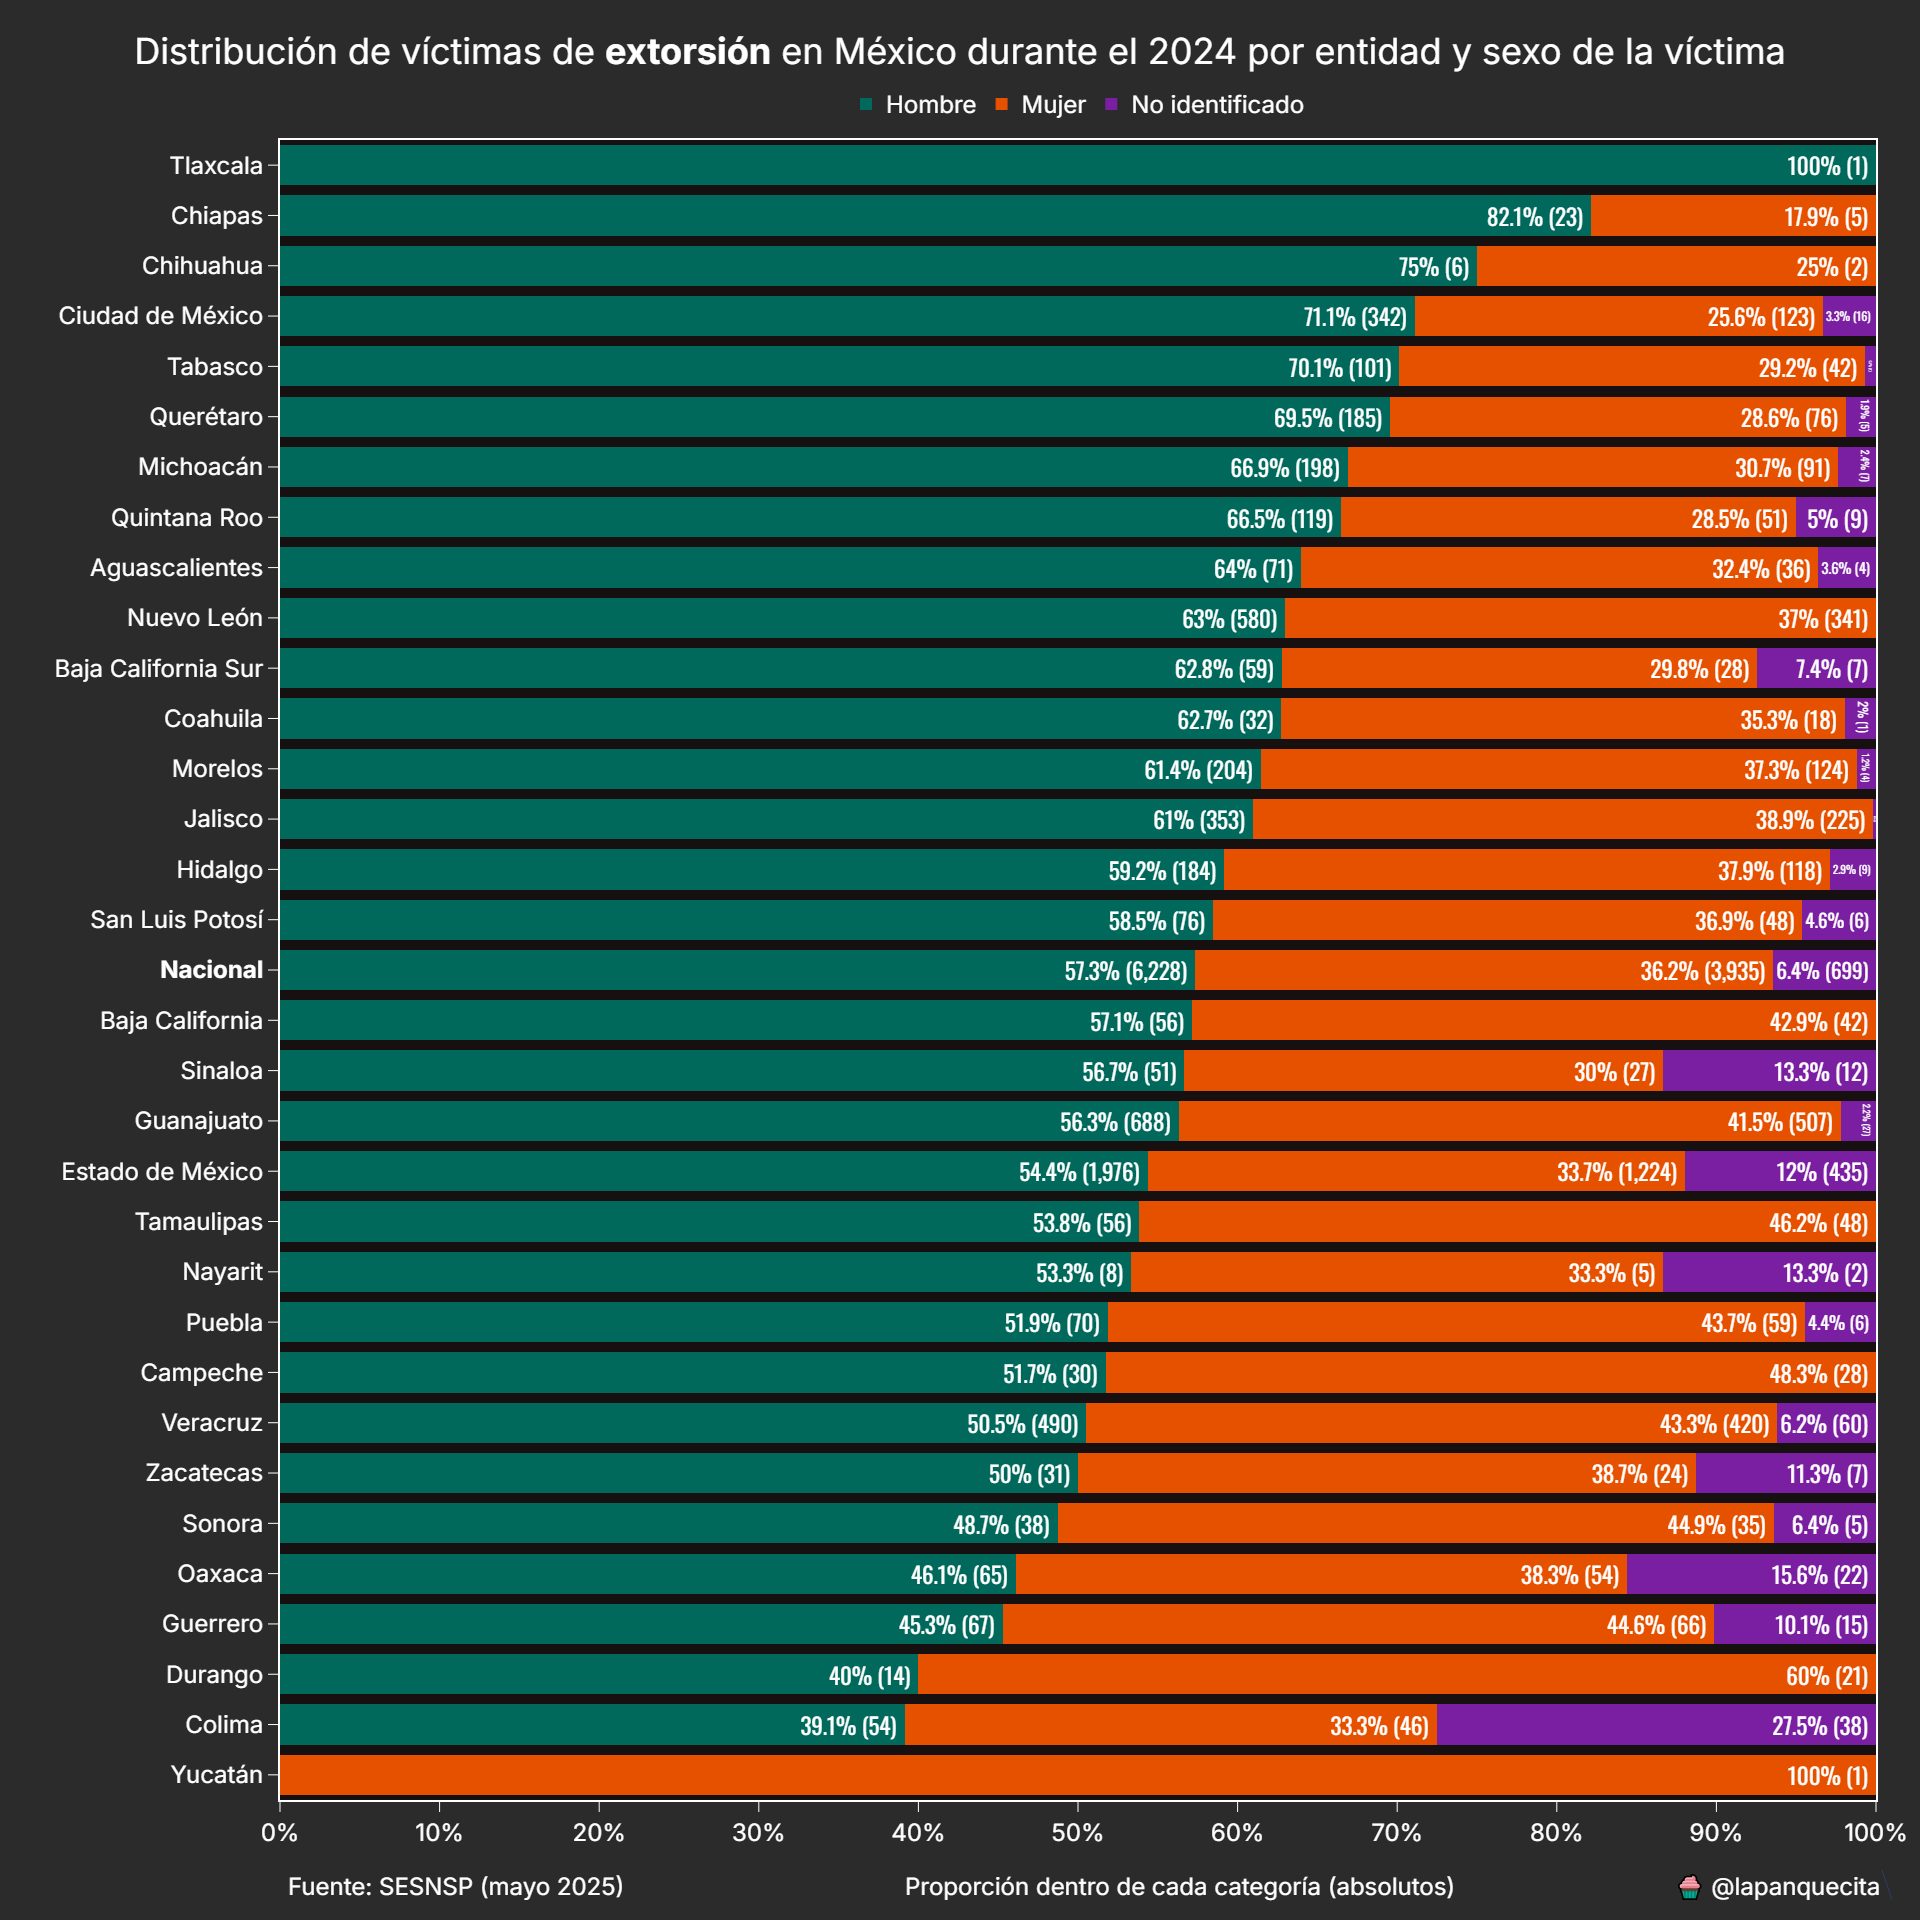 Distribución de víctimas de extorsión en México durante el 2024 por entidad y sexo de la víctima
Hombre Mujer No identificado
Tlaxcala 100% (1)
Chiapas 82.1% (23) 17.9% (5)
Chihuahua 75% (6) 25% (2)
Ciudad de México 71.1% (342) 25.6% (123) 3.3% (16)
Tabasco 70.1% (101) 29.2% (42)
Querétaro 69.5% (185) 28.6% (76) 1.9% (5)
Michoacán 66.9% (198) 30.7% (91) 2.4% (7)
Quintana Roo 66.5% (119) 28.5% (51) 5% (9)
Aguascalientes 64% (71) 32.4% (36) 3.6% (4)
Nuevo León 63% (580) 37% (341)
Baja California Sur 62.8% (59) 29.8% (28) 7.4% (7)
Coahuila 62.7% (32) 35.3% (18) 2% (1)
Morelos 61.4% (204) 37.3% (124) 1.2% (4)
Jalisco 61% (353) 38.9% (225)
Hidalgo 59.2% (184) 37.9% (118) 2.9% (9)
San Luis Potosí 58.5% (76) 36.9% (48) 4.6% (6)
Nacional 57.3% (6,228) 36.2% (3,935) 6.4% (699)
Baja California 57.1% (56) 42.9% (42)
Sinaloa 56.7% (51) 30% (27) 13.3% (12)
Guanajuato 56.3% (688) 41.5% (507) 2.2% (27)
Estado de México 54.4% (1,976) 33.7% (1,224) 12% (435)
Tamaulipas 53.8% (56) 46.2% (48)
Nayarit 53.3% (8) 33.3% (5) 13.3% (2)
Puebla 51.9% (70) 43.7% (59) 4.4% (6)
Campeche 51.7% (30) 48.3% (28)
Veracruz 50.5% (490) 43.3% (420) 6.2% (60)
Zacatecas 50% (31) 38.7% (24) 11.3% (7)
Sonora 48.7% (38) 44.9% (35) 6.4% (5)
Oaxaca 46.1% (65) 38.3% (54) 15.6% (22)
Guerrero 45.3% (67) 44.6% (66) 10.1% (15)
Durango 40% (14) 60% (21)
Colima 39.1% (54) 33.3% (46) 27.5% (38)
Yucatán 100% (1)
0% 10% 20% 30% 40% 50% 60% 70% 80% 90% 100%
Fuente: SESNSP (mayo 2025) Proporción dentro de cada categoría (absolutos) @lapanquecita